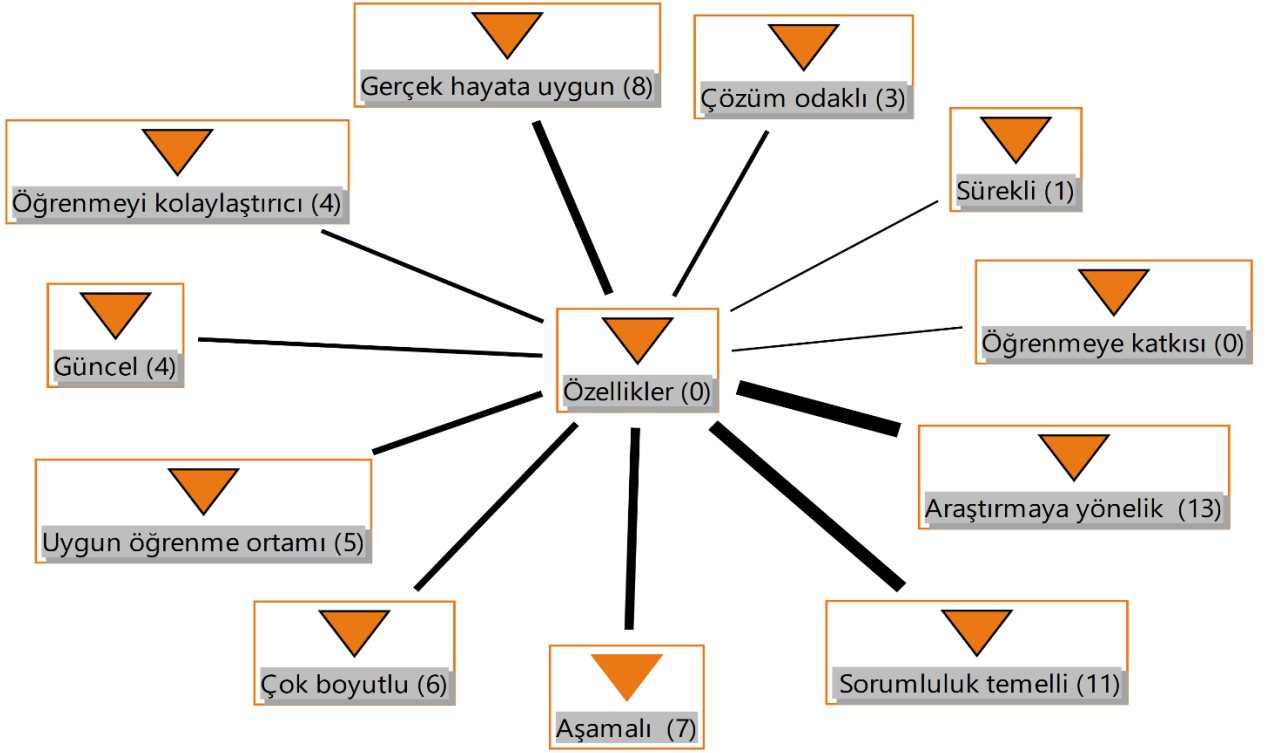 Gerçek hayata uygun (8)
Çözüm odaklı (3)
Öğrenmeyi kolaylaştırıcı (4)
Sürekli (1)
Güncel (4)
Öğrenmeye katkısı (0)
Özellikler (0)
Uygun öğrenme ortamı (5)
Araştırmaya yönelik (13)
Çok boyutlu (6)
Aşamalı (7)
Sorumluluk temelli (11)